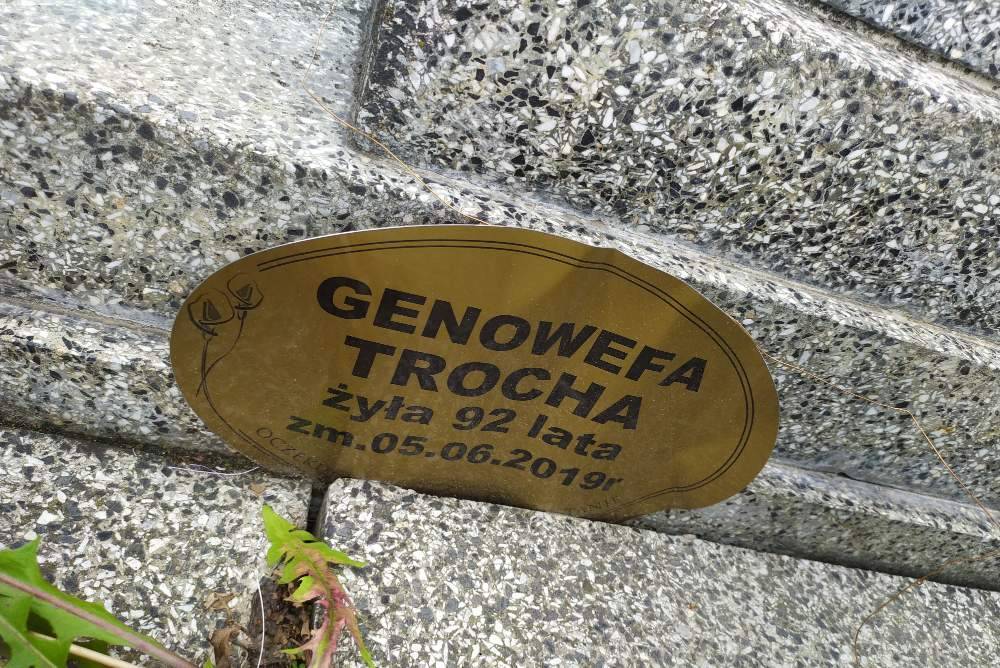 GENOWEFA
TROCHA
żyła 92 lata
zm.05.06.2019r